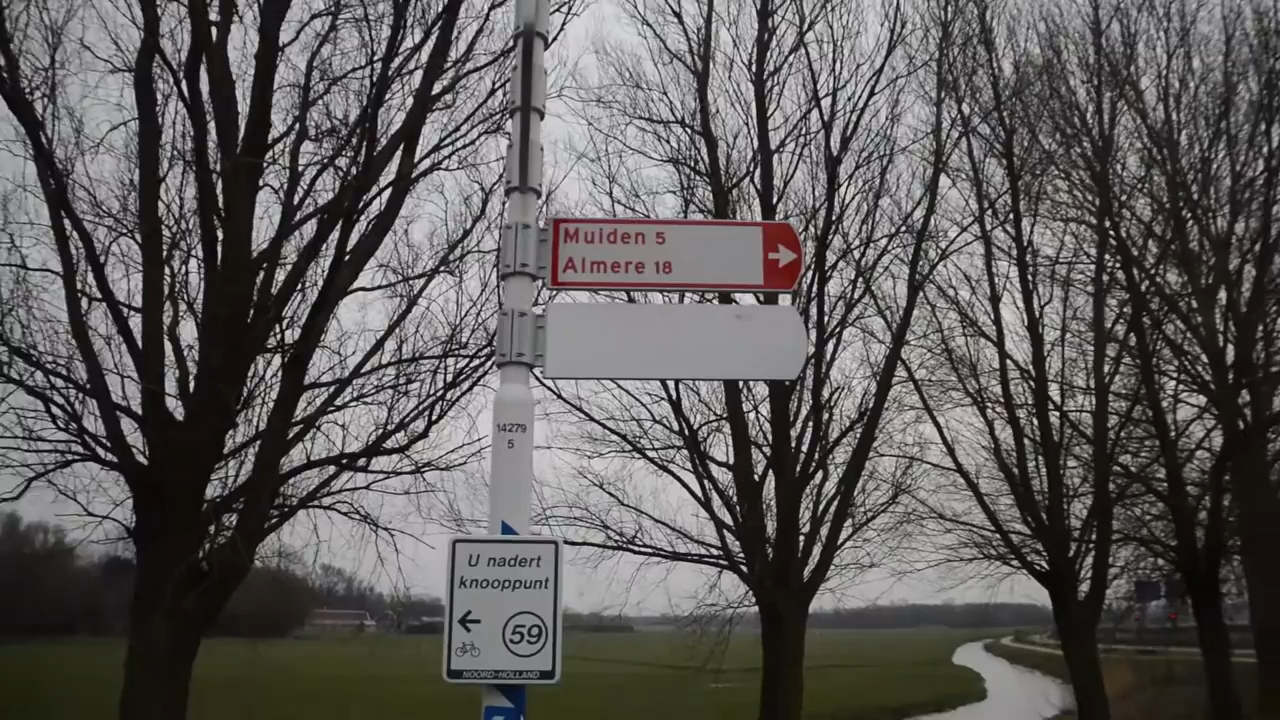 Muiden 5
Almere 18
14279
5
U nadert
knooppunt
59
NOORD-HOLLAND